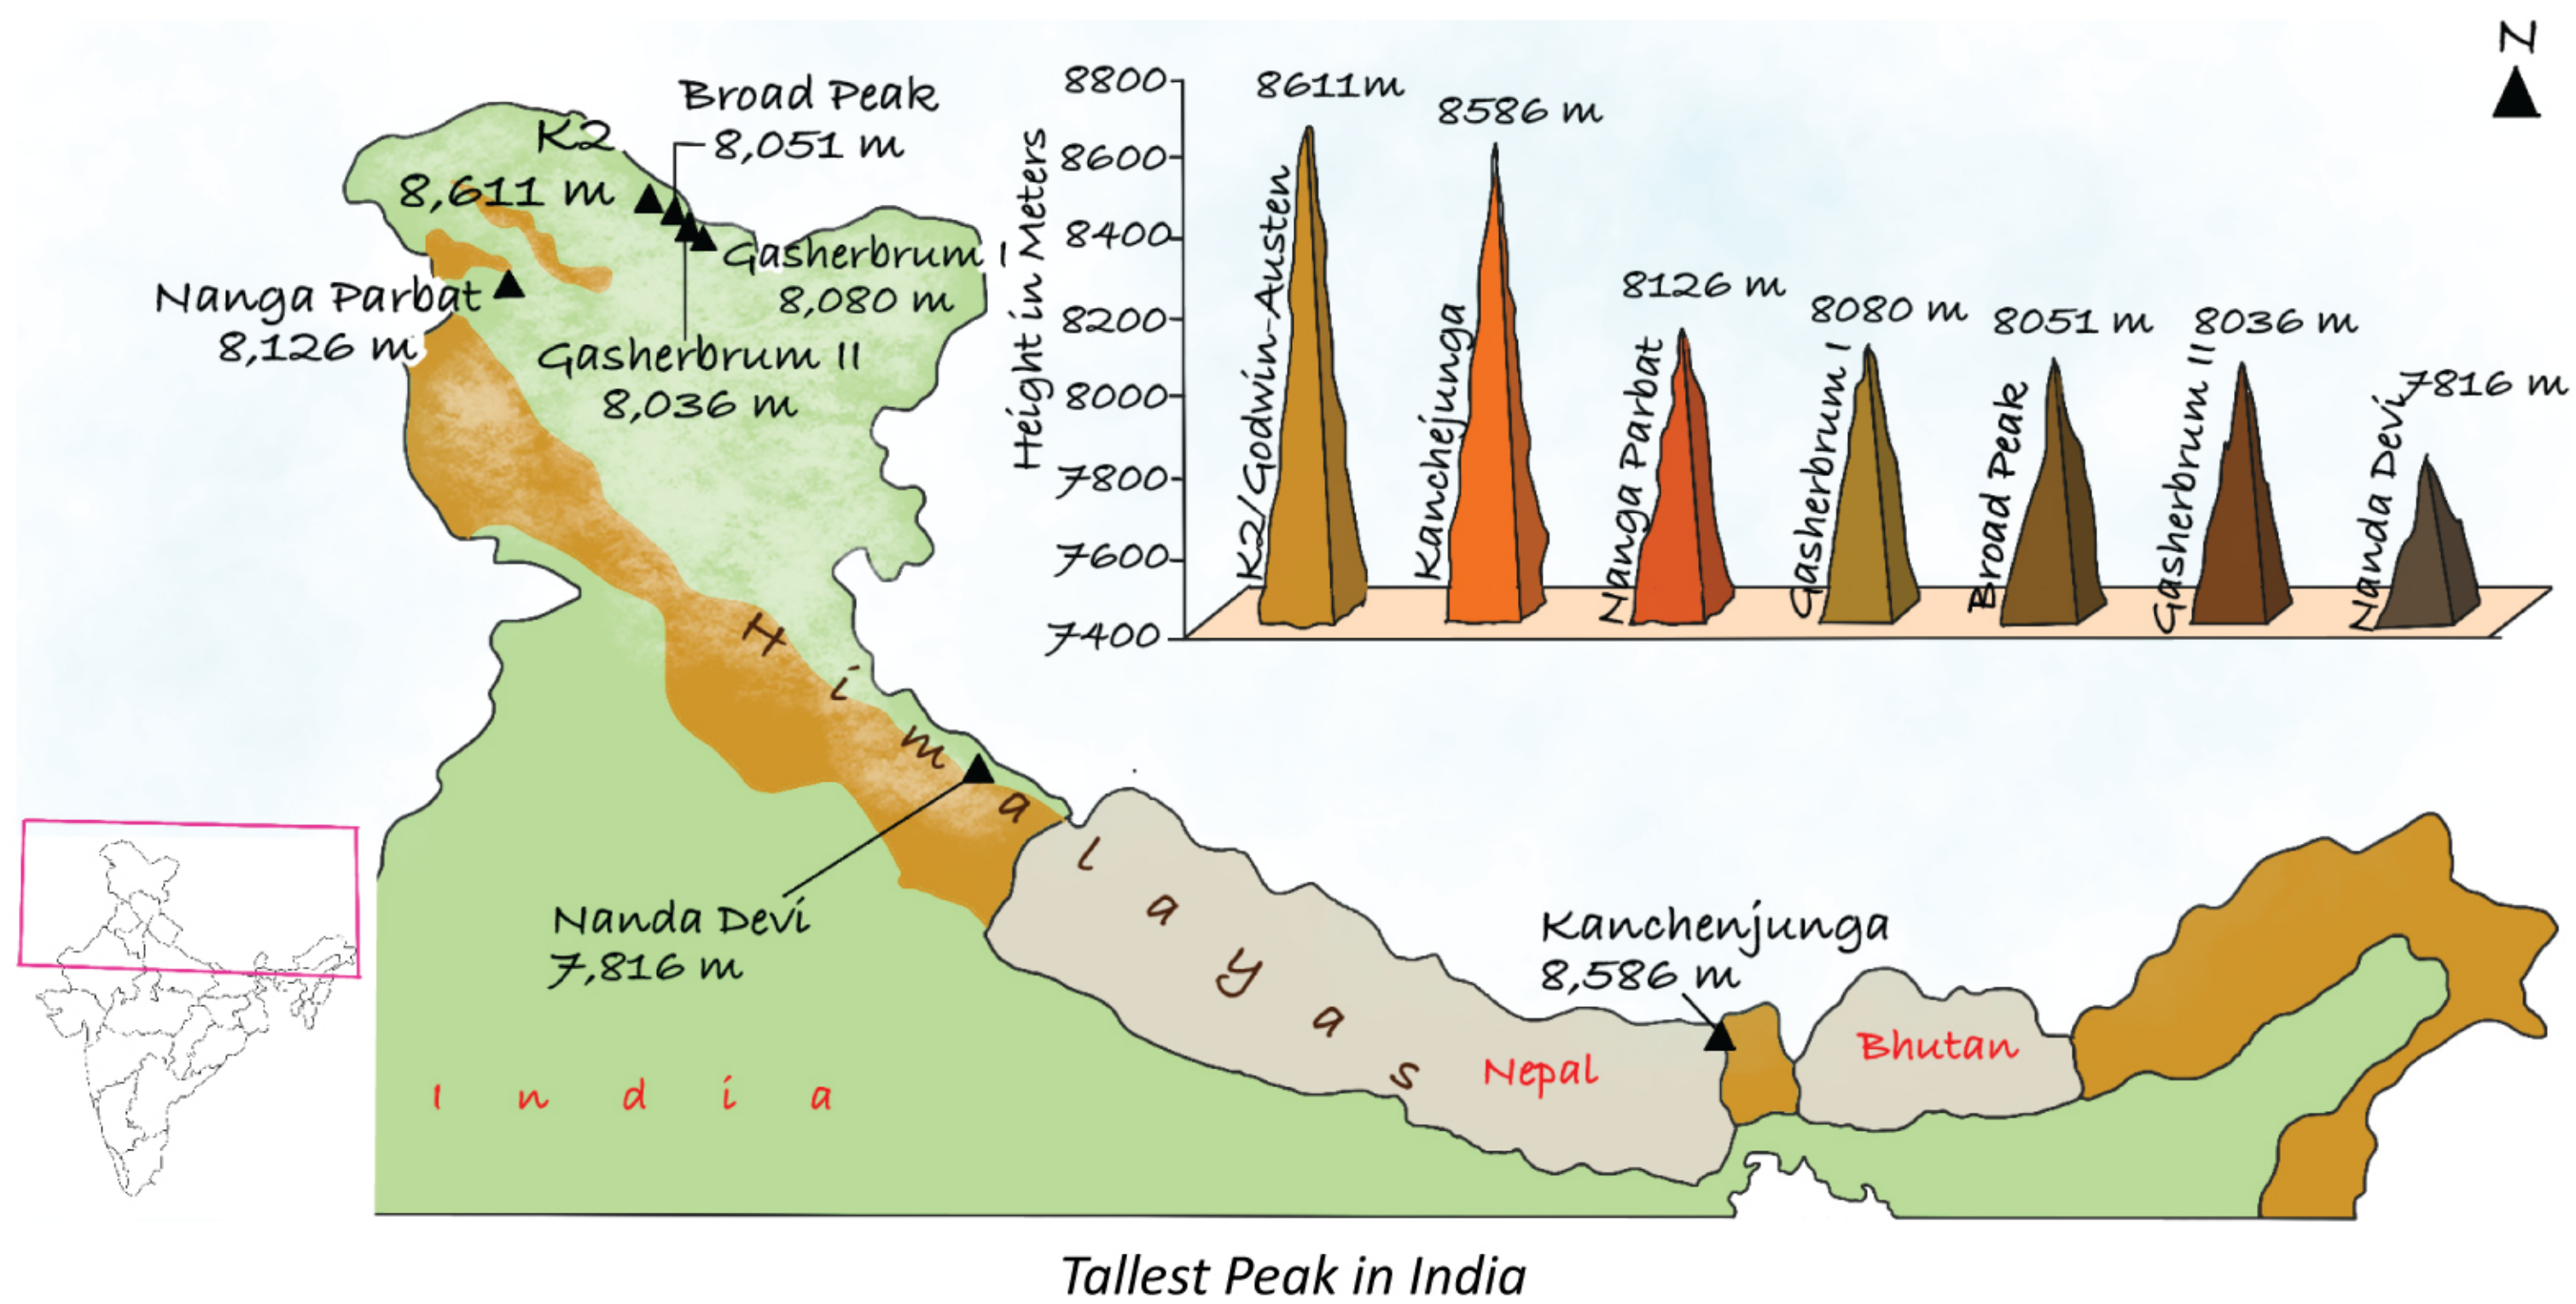 N
Broad Peak
8,051 m
K2
8,611 m
Gasherbrum I
8,080 m
Nanga Parbat
8,126 m
Gasherbrum II
8,036 m
Height in Meters
8800
8600
8400
8200
8000
7800
7600
7400
8611m
8586 m
8126 m
8080 m
8051 m
8036 m
7816 m
K2/Godwin-Austen
Kanchejunga
Nanga Parbat
Gasherbrum I
Broad Peak
Gasherbrum II
Nanda Devi
Himalayas
Nanda Devi
7,816 m
Kanchenjunga
8,586 m
Nepal
Bhutan
India
Tallest Peak in India